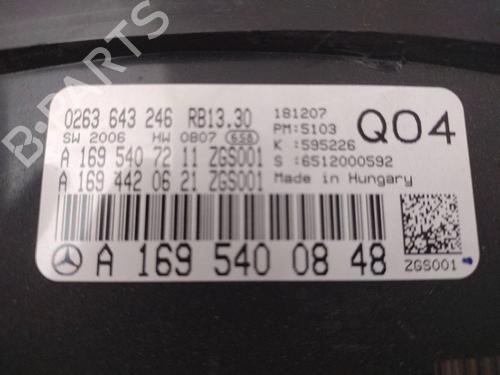 0263 643 246 RB13.30
SW 2006 HW 0807 658
A 169 540 72 11 ZGS001
A 169 442 06 21 ZGS001
181207
PM:5103
K :595226
S :6512000592
Made in Hungary
Q04
A 169 540 08 48
ZGS001
B-PARTS